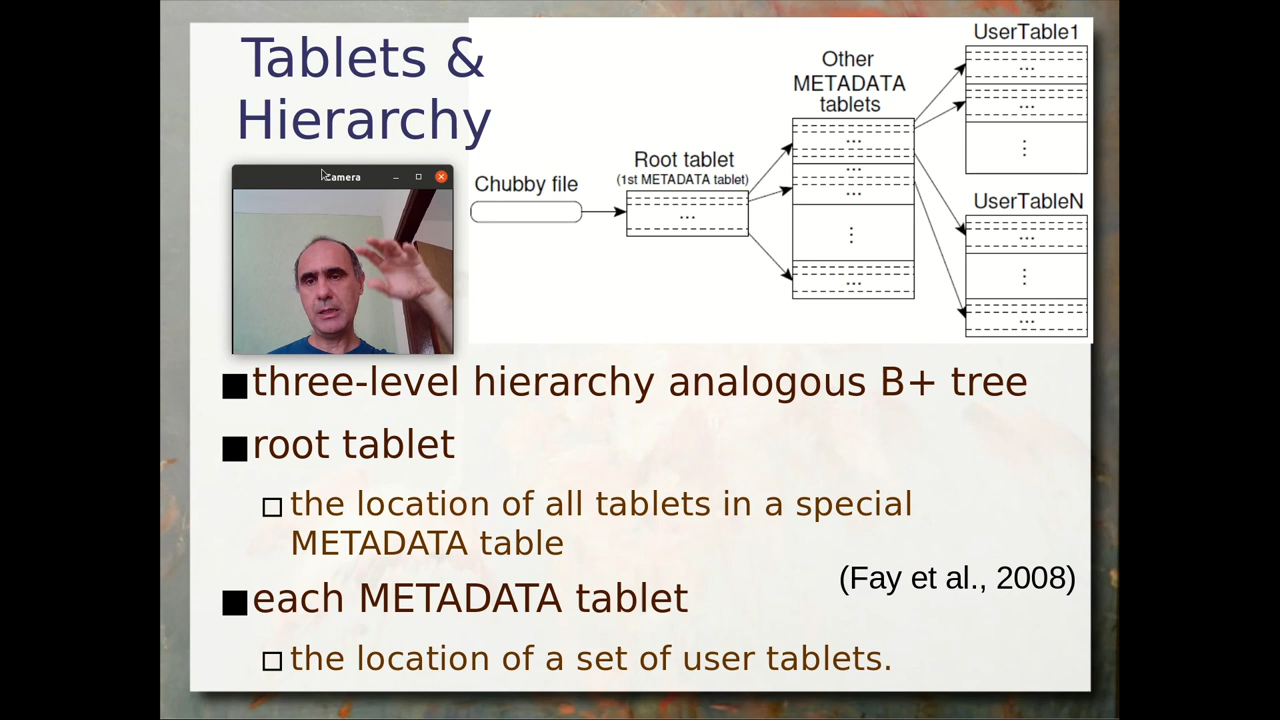 Tablets &
Hierarchy
Camera
Chubby file
Root tablet
(1st METADATA tablet)
...
Other
METADATA
tablets
...
...
...
⋮
...
UserTable1
...
...
⋮
UserTableN
...
⋮
...
three-level hierarchy analogous B+ tree
root tablet
the location of all tablets in a special
METADATA table
(Fay et al., 2008)
each METADATA tablet
the location of a set of user tablets.